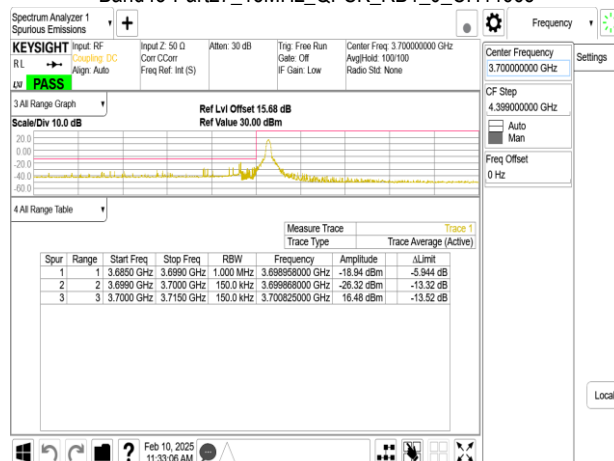 Spectrum Analyzer 1
Spurious Emissions
Frequency
Settings
KEYSIGHT
RL
LXI
PASS
Input: RF
Coupling: DC
Align: Auto
Input Z: 50 Ω
Corr CCorr
Freq Ref: Int (S)
Atten: 30 dB
Trig: Free Run
Gate: Off
IF Gain: Low
Center Freq: 3.700000000 GHz
Avg|Hold: 100/100
Radio Std: None
Center Frequency
3.700000000 GHz
CF Step
4.399000000 GHz
Auto
Man
Freq Offset
0 Hz
3 All Range Graph
Scale/Div 10.0 dB
Ref Lvl Offset 15.68 dB
Ref Value 30.00 dBm
20.0
0.00
-20.0
-40.0
-60.0
4 All Range Table
Measure Trace Trace 1
Trace Type Trace Average (Active)
Spur Range Start Freq Stop Freq RBW Frequency Amplitude ΔLimit
1 1 3.6850 GHz 3.6990 GHz 1.000 MHz 3.698958000 GHz -18.94 dBm -5.944 dB
2 2 3.6990 GHz 3.7000 GHz 150.0 kHz 3.699868000 GHz -26.32 dBm -13.32 dB
3 3 3.7000 GHz 3.7150 GHz 150.0 kHz 3.700825000 GHz 16.48 dBm -13.52 dB
Local
Feb 10, 2025
11:33:06 AM